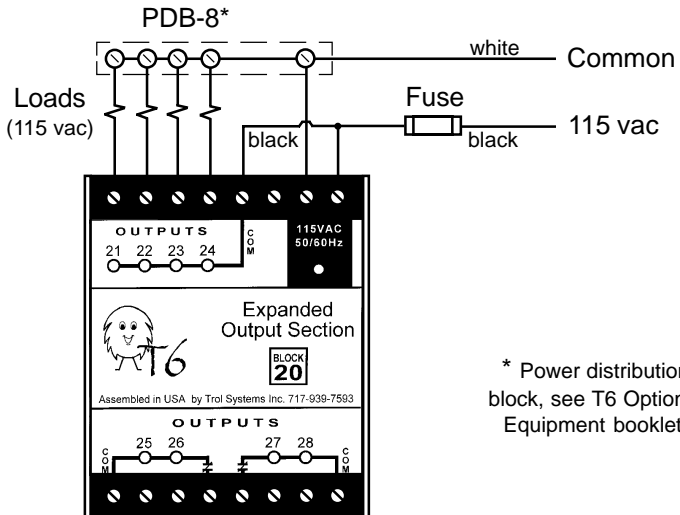 PDB-8*
white
Common
Loads
(115 vac)
Fuse
black
black
115 vac
OUTPUTS
21 22 23 24
COM
115VAC
50/60Hz
T6
Expanded
Output Section
BLOCK
20
Assembled in USA by Trol Systems Inc. 717-939-7593
OUTPUTS
COM
25 26
27 28
COM
* Power distribution
block, see T6 Option
Equipment booklet